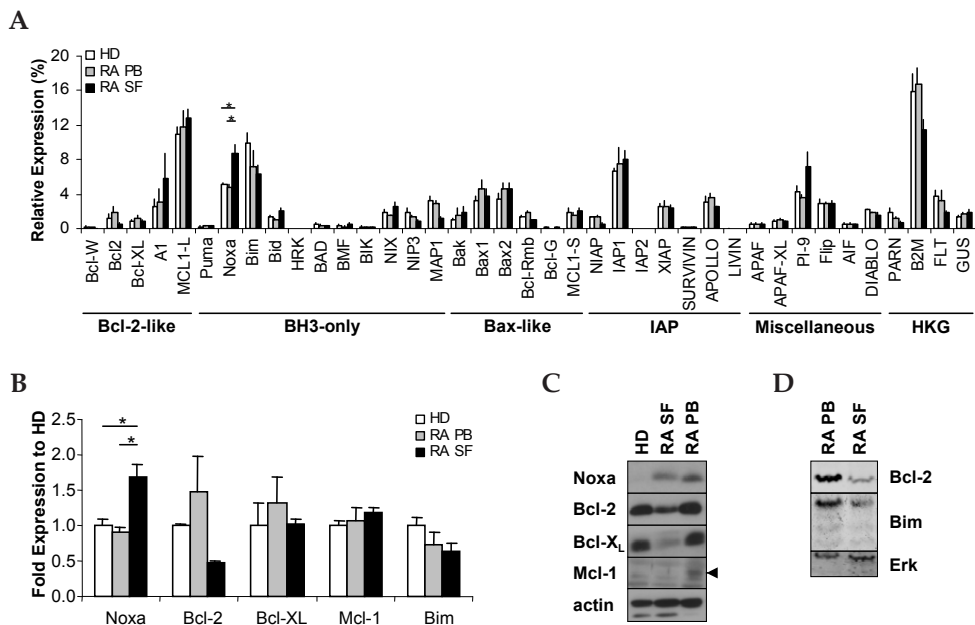 A
Relative Expression (%)
20
16
12
8
4
0
HD
RA PB
RA SF
*
*
Bcl-W
Bcl2
Bcl-XL
A1
MCL1-L
Puma
Noxa
Bim
Bid
HRK
BAD
BMF
BIK
NIX
NIP3
MAP1
Bak
Bax1
Bax2
Bcl-Rmb
Bcl-G
MCL1-S
NIAP
IAP1
IAP2
XIAP
SURVIVIN
APOLLO
LIVIN
APAF
APAF-XL
PI-9
Flip
AIF
DIABLO
PARN
B2M
FLT
GUS
Bcl-2-like
BH3-only
Bax-like
IAP
Miscellaneous
HKG
B
Fold Expression to HD
2.5
2.0
1.5
1.0
0.5
0.0
*
*
HD
RA PB
RA SF
Noxa
Bcl-2
Bcl-XL
Mcl-1
Bim
C
HD
RA SF
RA PB
Noxa
Bcl-2
Bcl-XL
Mcl-1
actin
D
RA PB
RA SF
Bcl-2
Bim
Erk